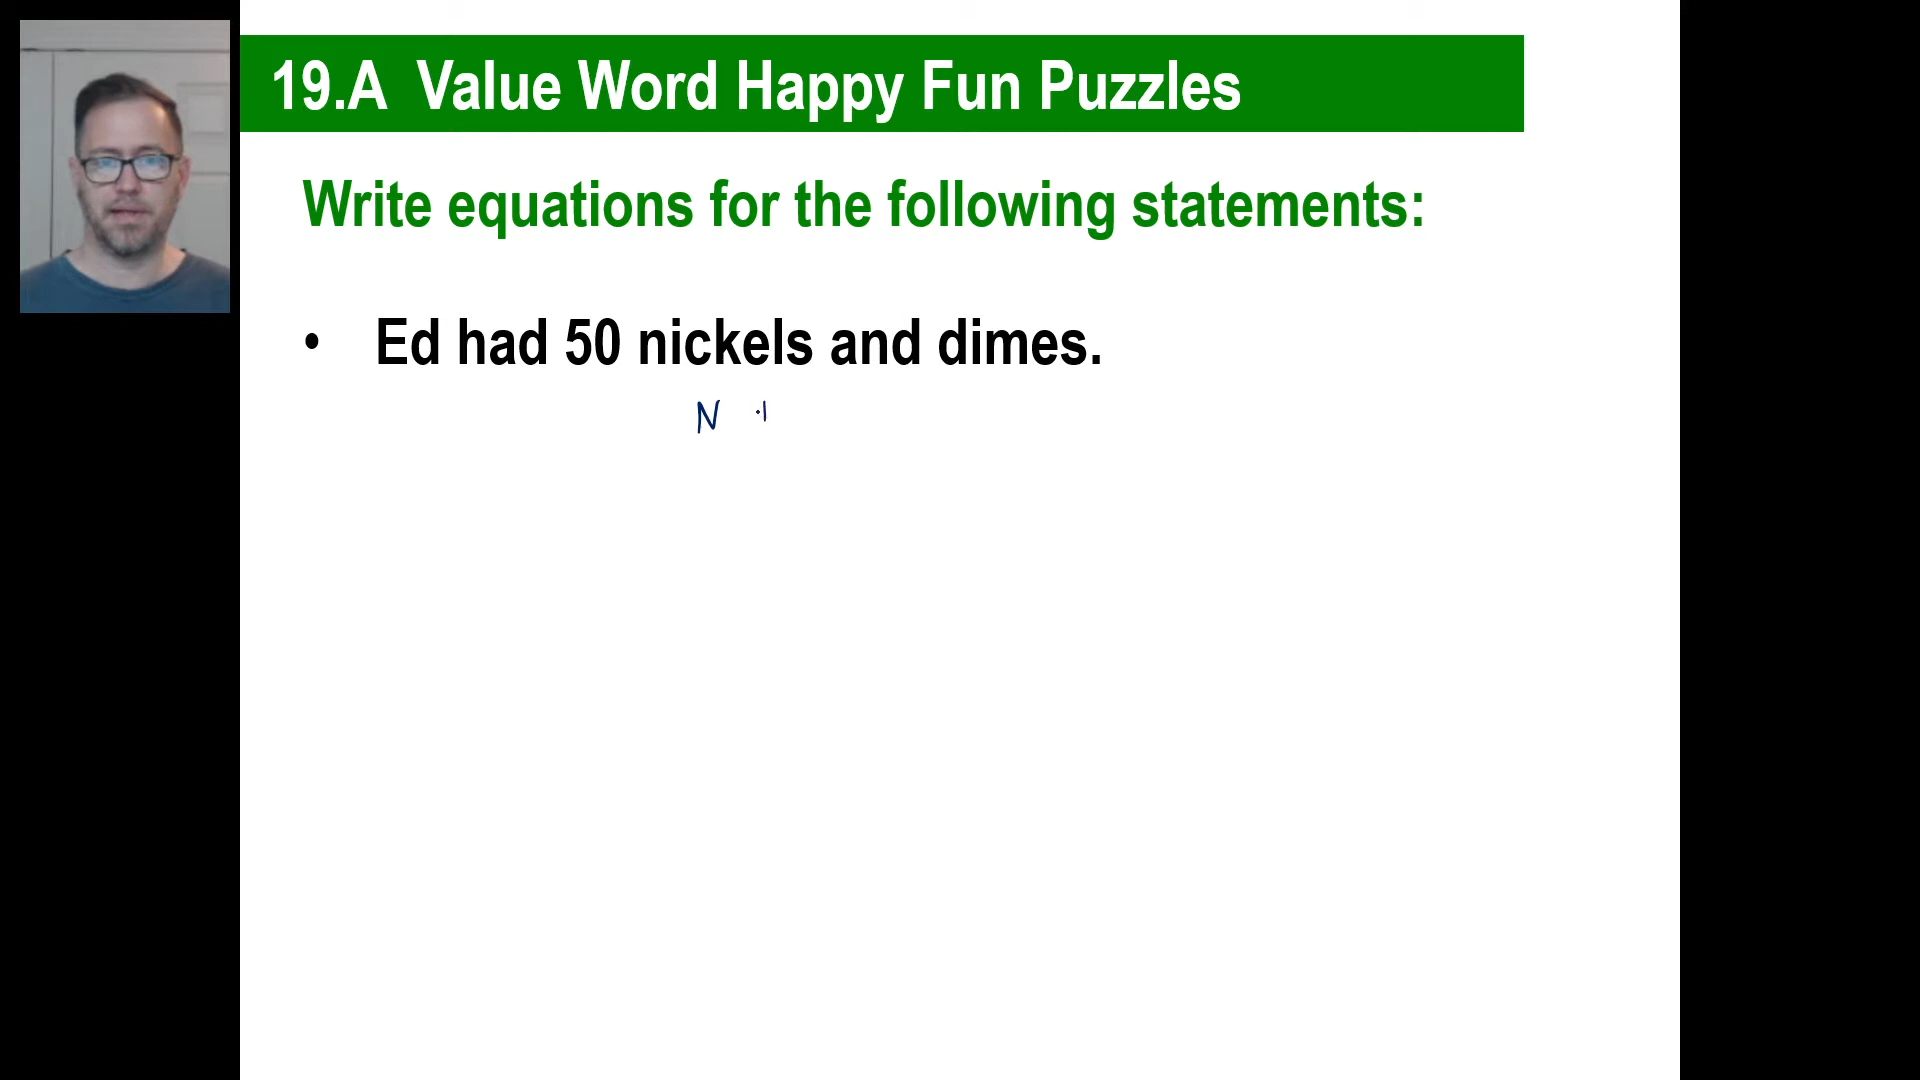 19.A Value Word Happy Fun Puzzles
Write equations for the following statements:
• Ed had 50 nickels and dimes.
N